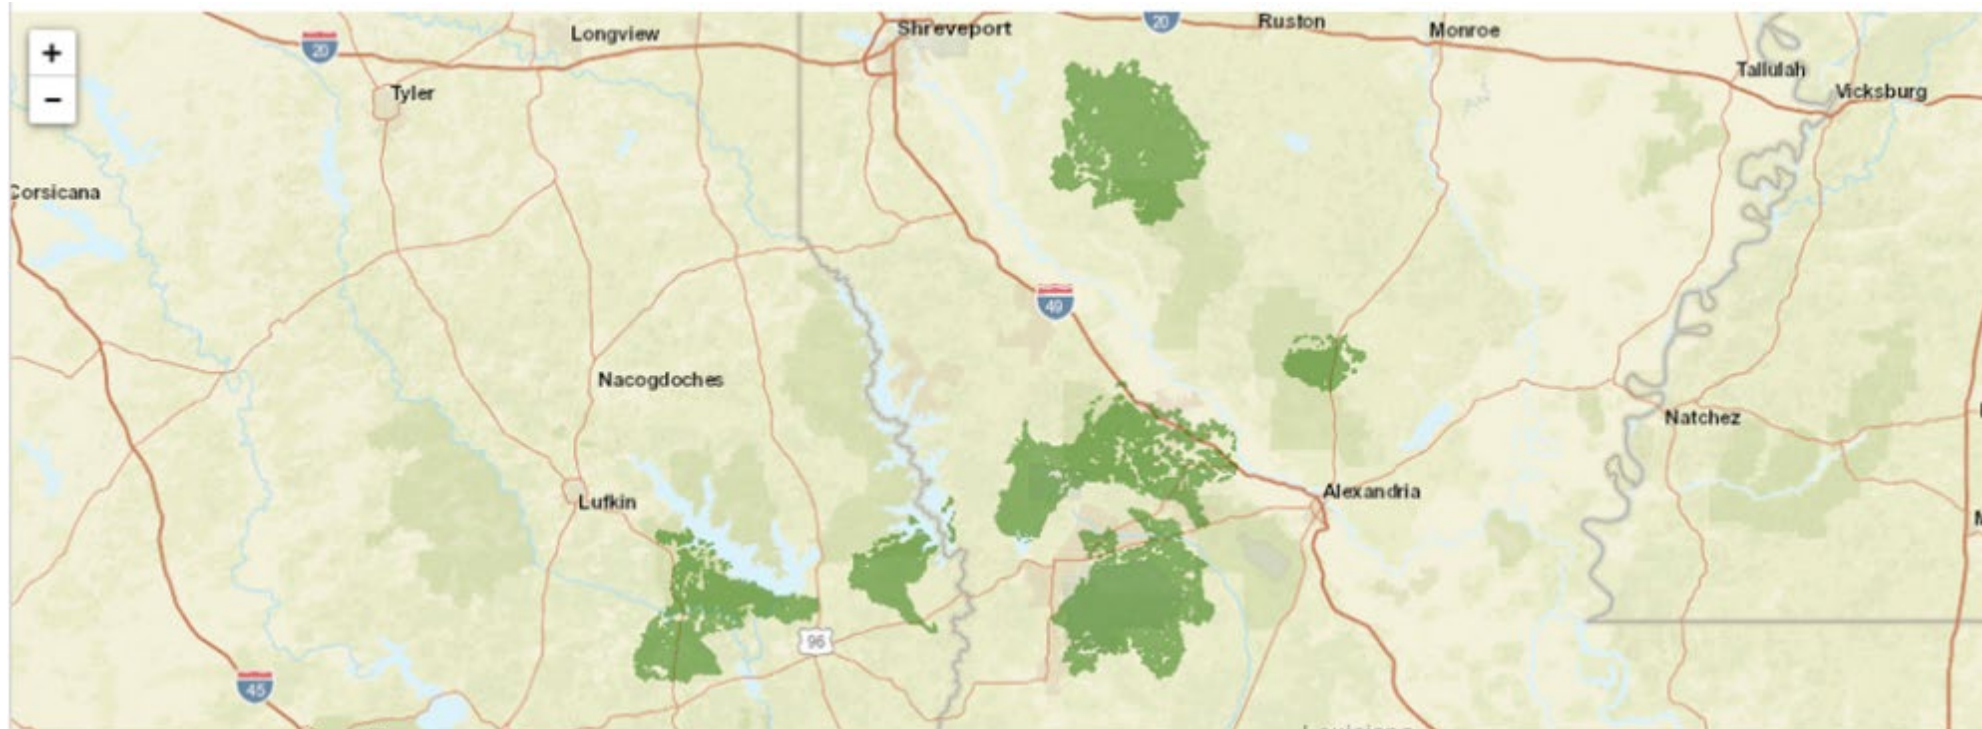 +
−
20
Longview
Shreveport
20
Ruston
Monroe
Tallulah
Vicksburg
Tyler
Corsicana
49
Nacogdoches
Natchez
Lufkin
Alexandria
96
45